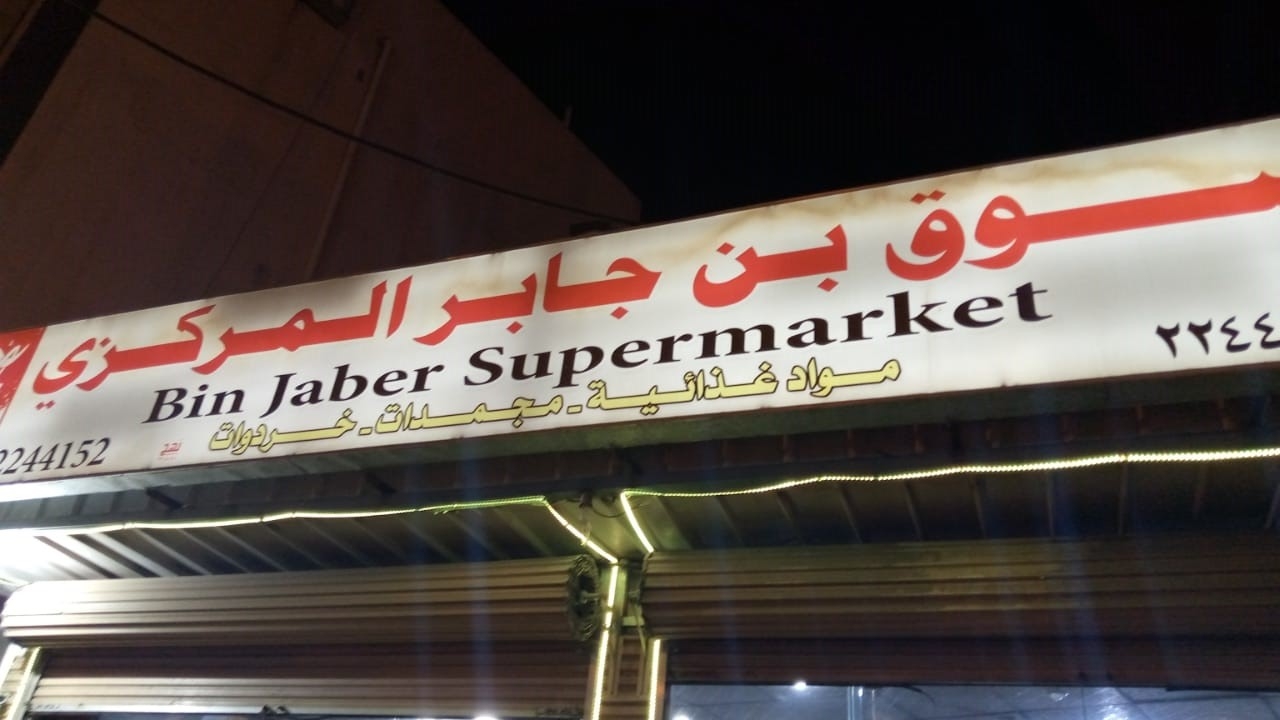 سوق بن جابر المركزي
Bin Jaber Supermarket
مواد غذائية - مجمدات - خردوات
2244152
٢٢٤٤